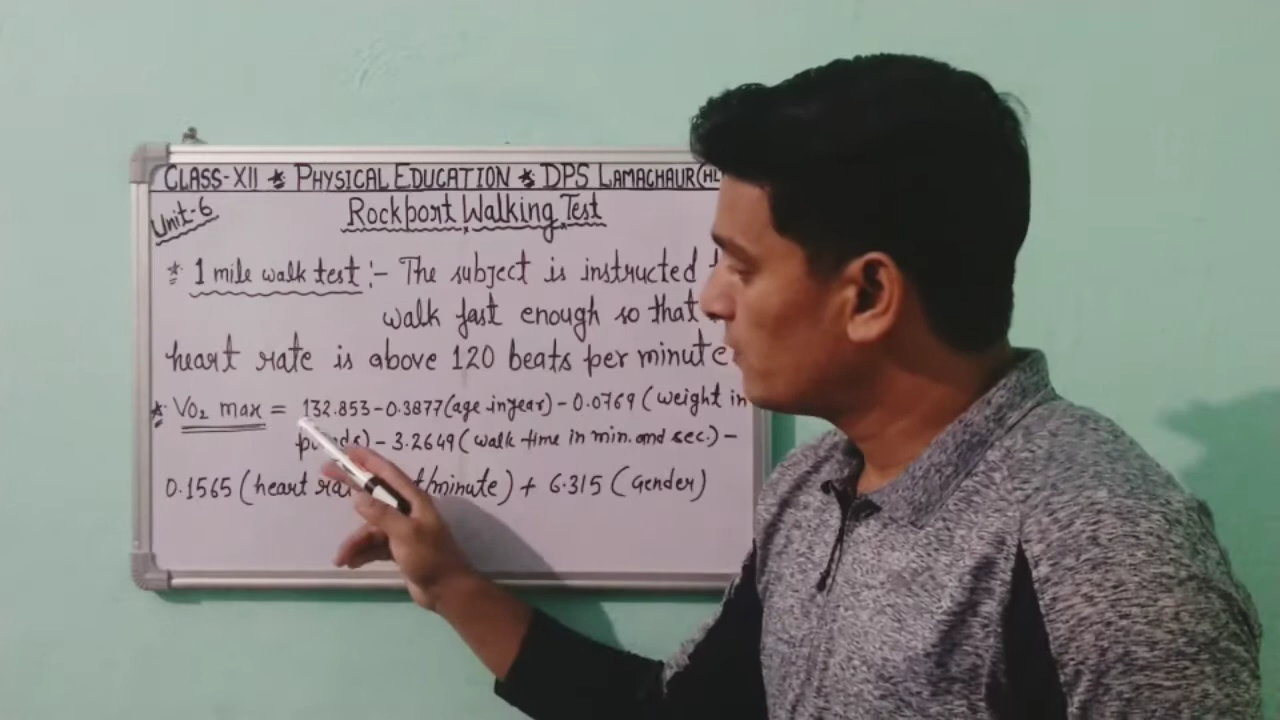 CLASS-XII * PHYSICAL EDUCATION * DPS LAMACHAUR (HL
Unit-6
Rockport Walking Test
* 1 mile walk test :- The subject is instructed
walk fast enough so that
heart rate is above 120 beats per minute
* VO2 max = 132.853-0.3877(age in year) - 0.0769 (weight in
- 3.2649 (walk time in min. and sec.) -
0.1565 (heart minute) + 6.315 (Gender)